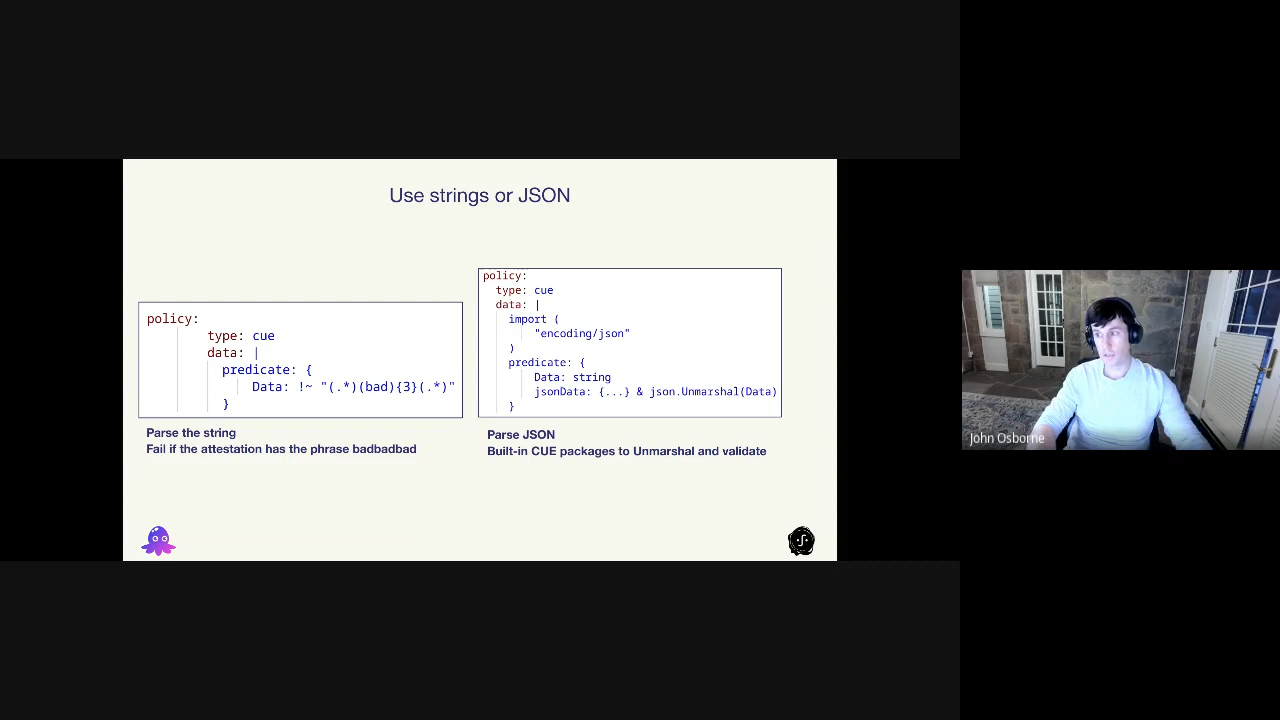 Use strings or JSON
policy:
type: cue
data: |
predicate: {
Data: !~ "(.*)(bad){3}(.*)"
}
Parse the string
Fail if the attestation has the phrase badbadbad
policy:
type: cue
data: |
import (
"encoding/json"
)
predicate: {
Data: string
jsonData: {...} & json.Unmarshal(Data)
}
Parse JSON
Built-in CUE packages to Unmarshal and validate
John Osborne